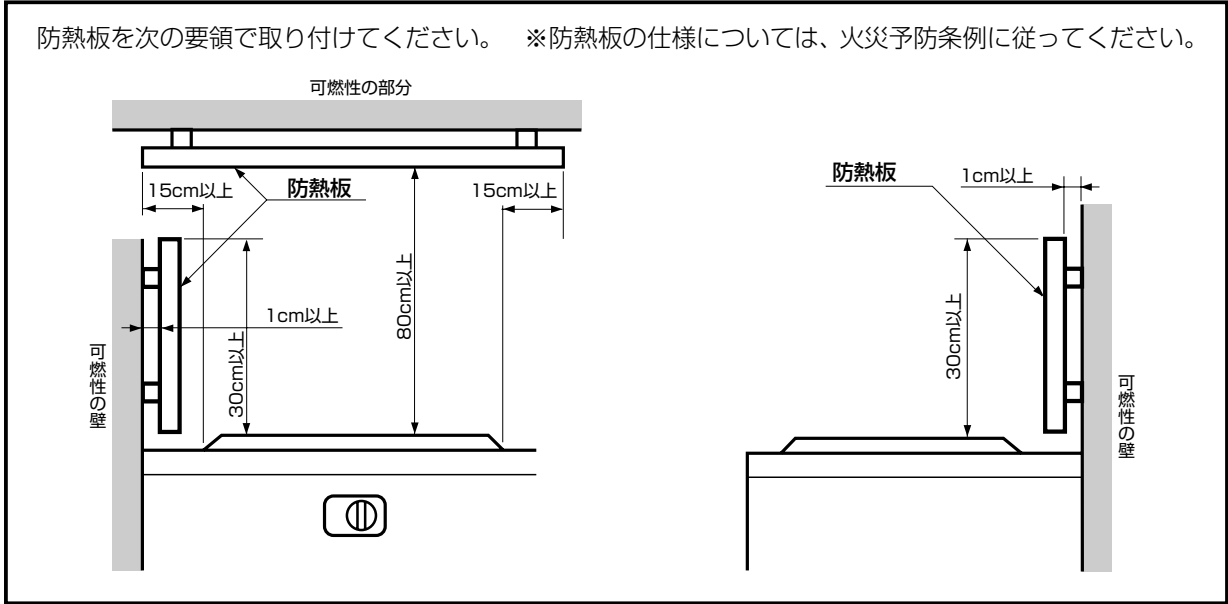 防熱板を次の要領で取り付けてください。 ※防熱板の仕様については、火災予防条例に従ってください。
可燃性の部分
15cm以上
防熱板
15cm以上
80cm以上
30cm以上
1cm以上
可燃性の壁
防熱板
1cm以上
30cm以上
可燃性の壁